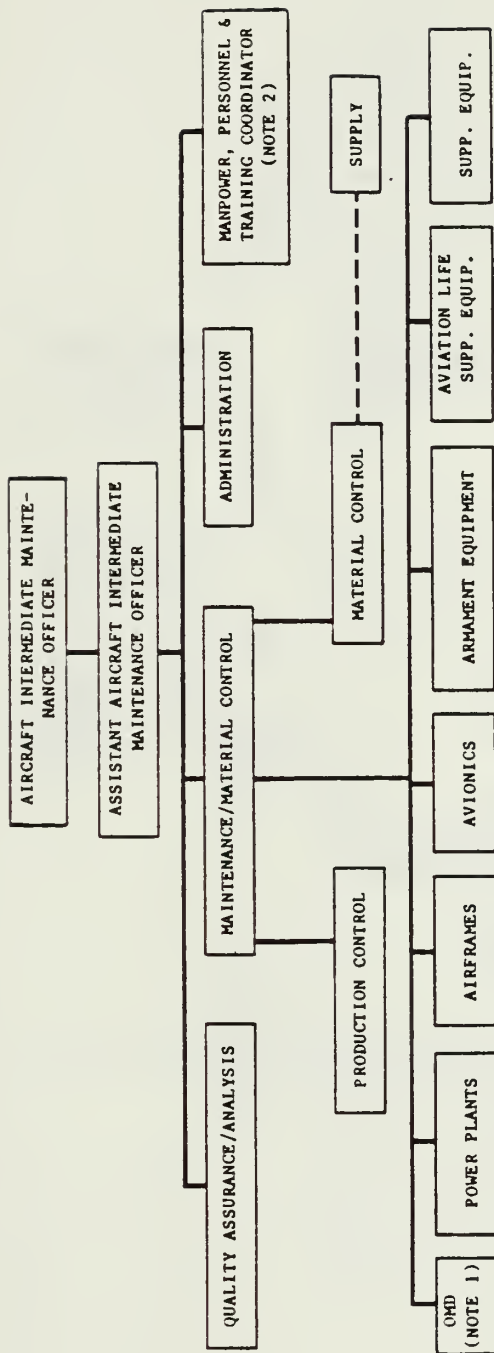 AIRCRAFT INTERMEDIATE MAINTE-
NANCE OFFICER
ASSISTANT AIRCRAFT INTERMEDIATE
MAINTENANCE OFFICER
QUALITY ASSURANCE/ANALYSIS
MAINTENANCE/MATERIAL CONTROL
ADMINISTRATION
MANPOWER, PERSONNEL &
TRAINING COORDINATOR
(NOTE 2)
PRODUCTION CONTROL
MATERIAL CONTROL
SUPPLY
OMD
(NOTE 1)
POWER PLANTS
AIRFRAMES
AVIONICS
ARMAMENT EQUIPMENT
AVIATION LIFE
SUPP. EQUIP.
SUPP. EQUIP.